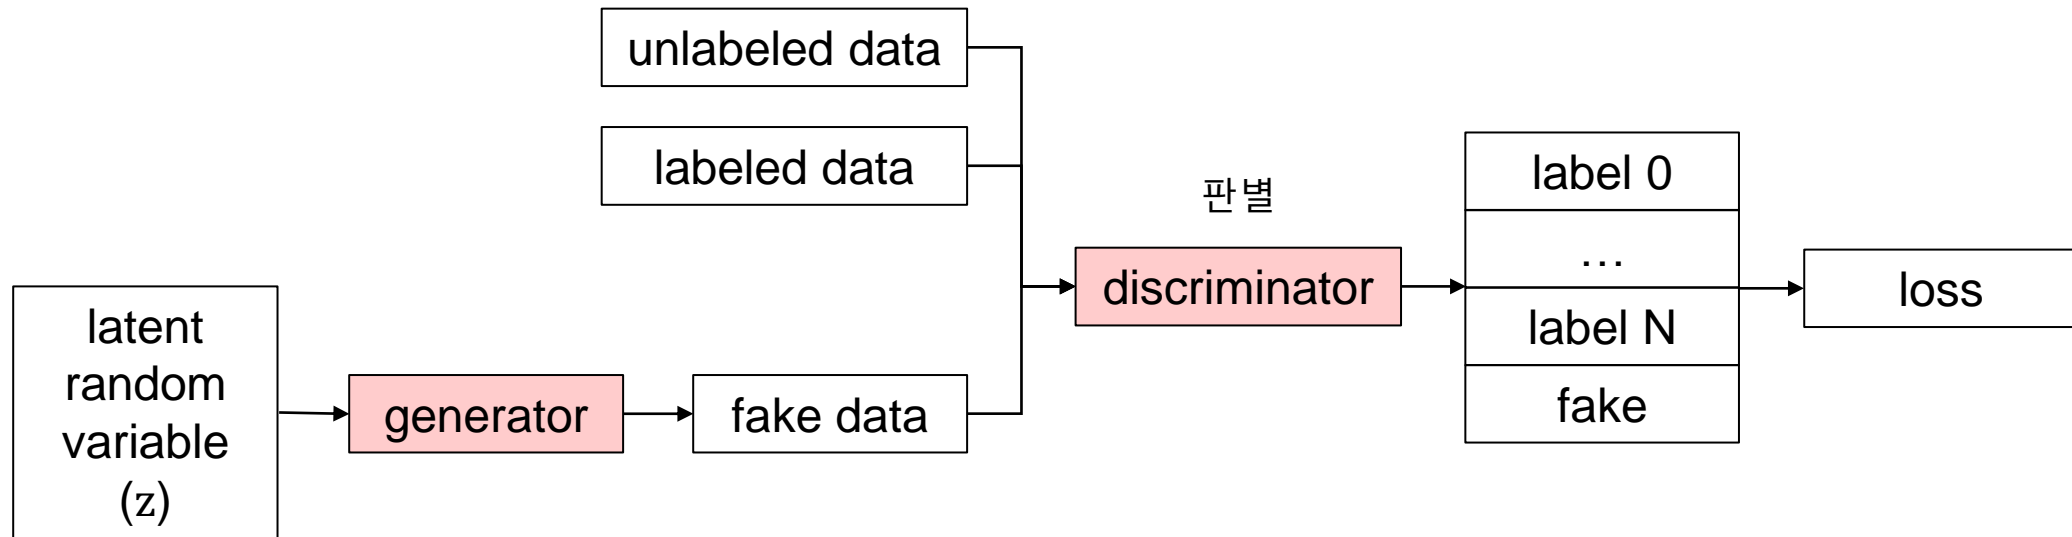 unlabeled data
labeled data
판별
label 0
...
label N
fake
discriminator
loss
latent
random
variable
(z)
generator
fake data